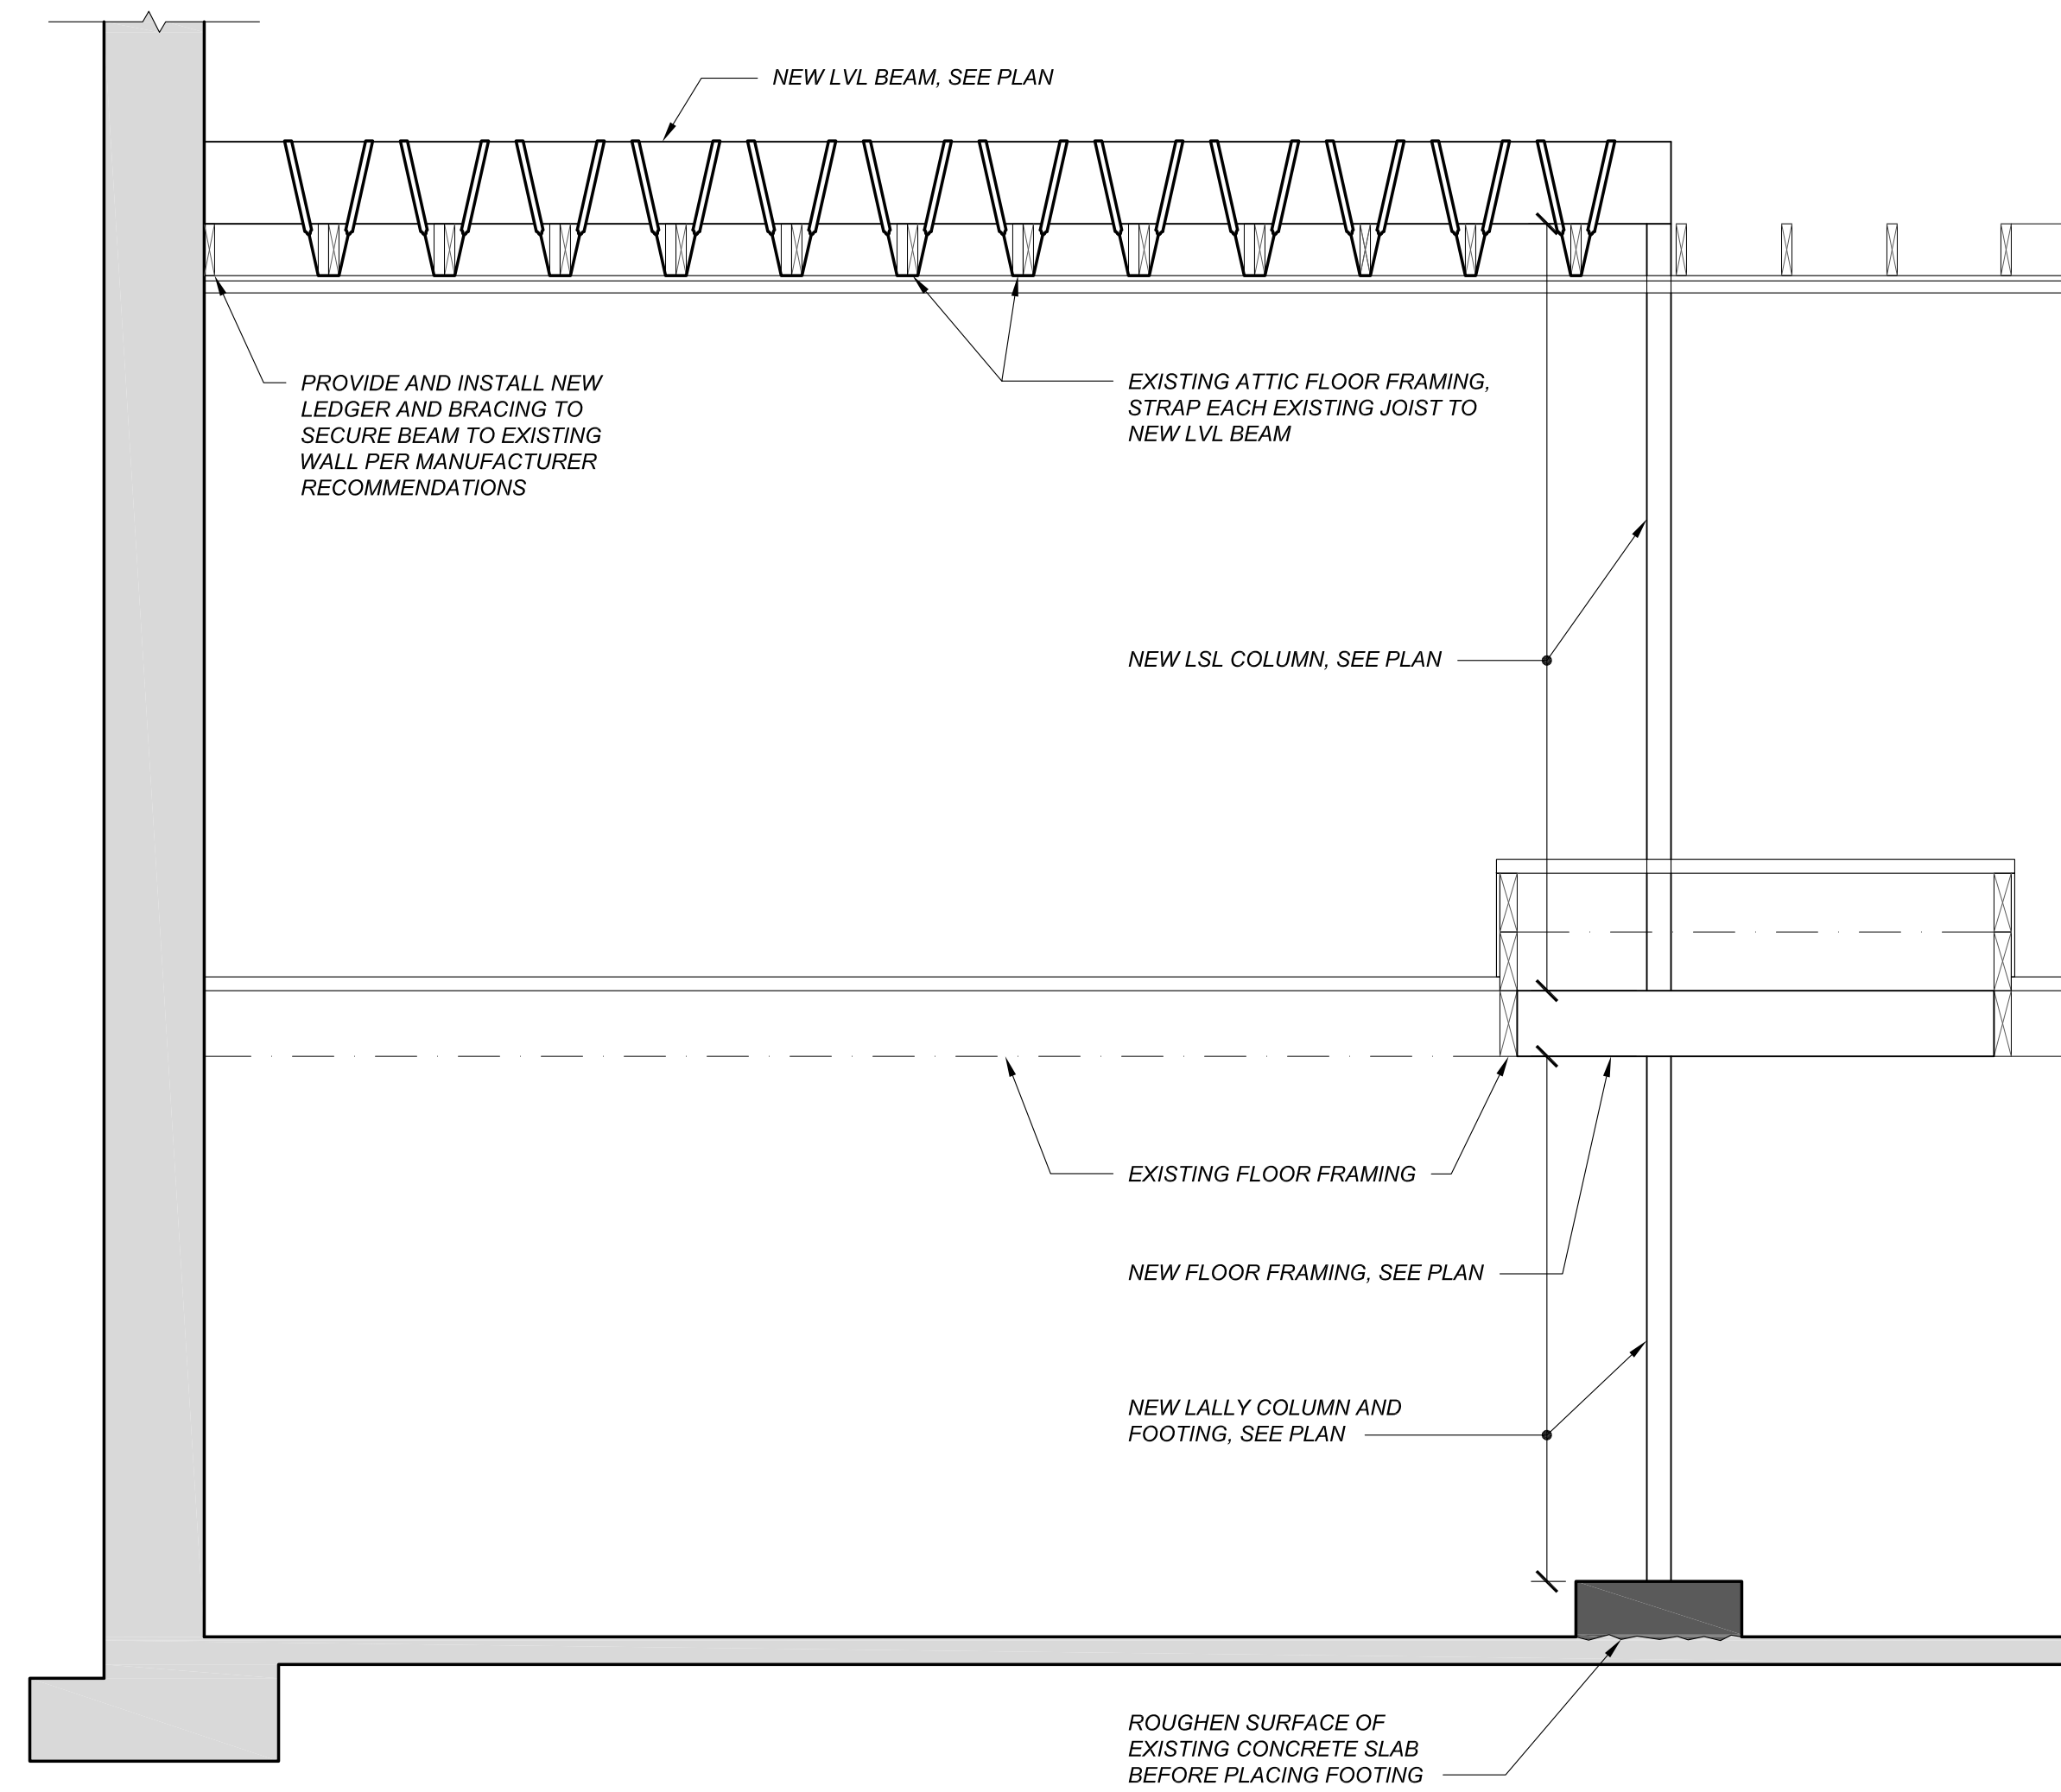 NEW LVL BEAM, SEE PLAN
PROVIDE AND INSTALL NEW
LEDGER AND BRACING TO
SECURE BEAM TO EXISTING
WALL PER MANUFACTURER
RECOMMENDATIONS
EXISTING ATTIC FLOOR FRAMING,
STRAP EACH EXISTING JOIST TO
NEW LVL BEAM
NEW LSL COLUMN, SEE PLAN
EXISTING FLOOR FRAMING
NEW FLOOR FRAMING, SEE PLAN
NEW LALLY COLUMN AND
FOOTING, SEE PLAN
ROUGHEN SURFACE OF
EXISTING CONCRETE SLAB
BEFORE PLACING FOOTING